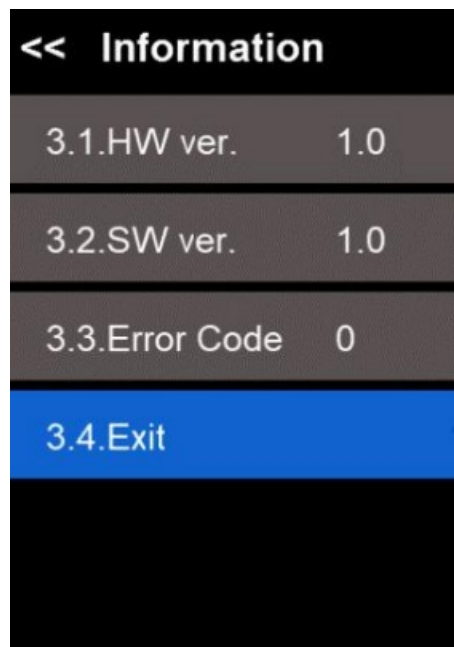 << Information
3.1.HW ver. 1.0
3.2.SW ver. 1.0
3.3.Error Code 0
3.4.Exit